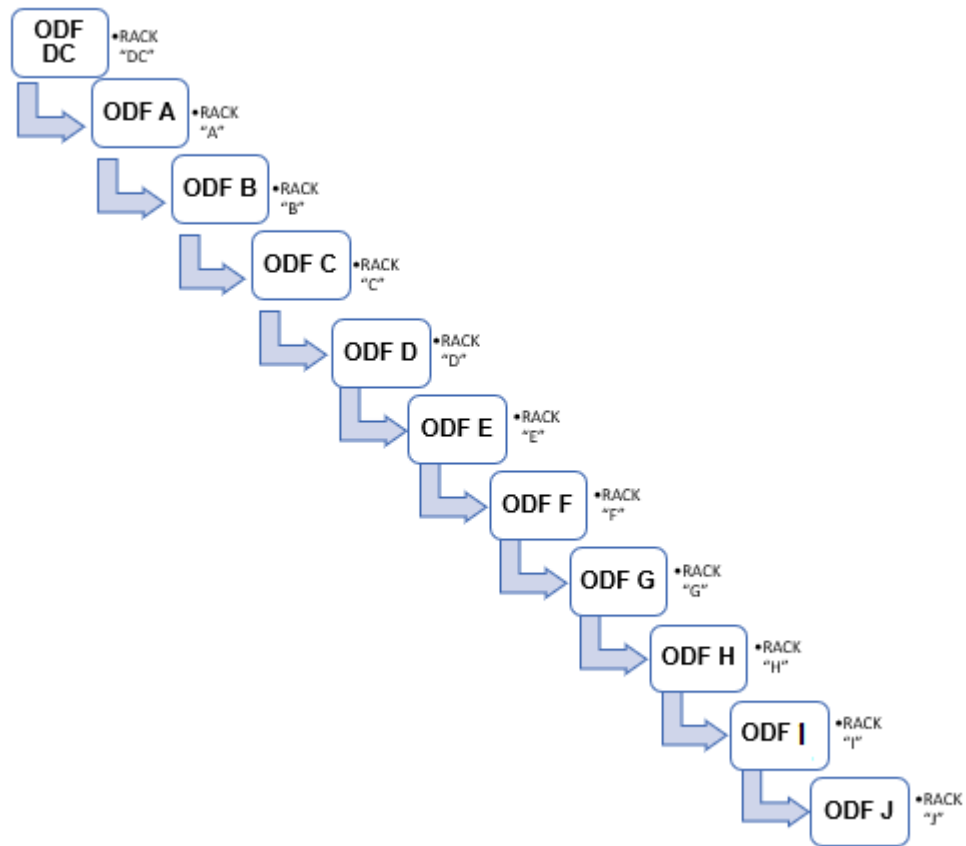 ODF
DC
•RACK
“DC”
ODF A
•RACK
“A”
ODF B
•RACK
“B”
ODF C
•RACK
“C”
ODF D
•RACK
“D”
ODF E
•RACK
“E”
ODF F
•RACK
“F”
ODF G
•RACK
“G”
ODF H
•RACK
“H”
ODF I
•RACK
“I”
ODF J
•RACK
“J”